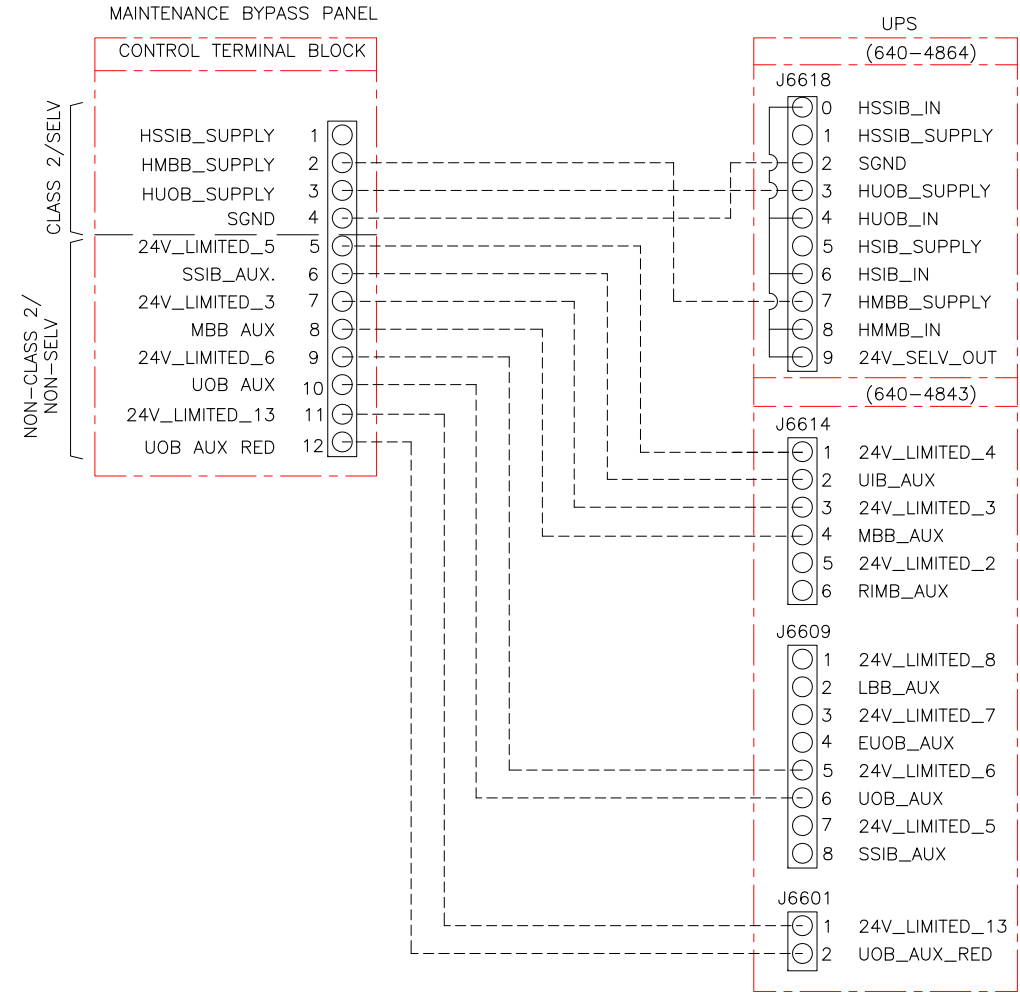 MAINTENANCE BYPASS PANEL
CONTROL TERMINAL BLOCK
CLASS 2/SELV
HSSIB_SUPPLY 1
HMBB_SUPPLY 2
HUOB_SUPPLY 3
SGND 4
NON-CLASS 2/
NON-SELV
24V_LIMITED_5 5
SSIB_AUX. 6
24V_LIMITED_3 7
MBB AUX 8
24V_LIMITED_6 9
UOB AUX 10
24V_LIMITED_13 11
UOB AUX RED 12
UPS
(640-4864)
J6618
0 HSSIB_IN
1 HSSIB_SUPPLY
2 SGND
3 HUOB_SUPPLY
4 HUOB_IN
5 HSIB_SUPPLY
6 HSIB_IN
7 HMBB_SUPPLY
8 HMMB_IN
9 24V_SELV_OUT
(640-4843)
J6614
1 24V_LIMITED_4
2 UIB_AUX
3 24V_LIMITED_3
4 MBB_AUX
5 24V_LIMITED_2
6 RIMB_AUX
J6609
1 24V_LIMITED_8
2 LBB_AUX
3 24V_LIMITED_7
4 EUOB_AUX
5 24V_LIMITED_6
6 UOB_AUX
7 24V_LIMITED_5
8 SSIB_AUX
J6601
1 24V_LIMITED_13
2 UOB_AUX_RED